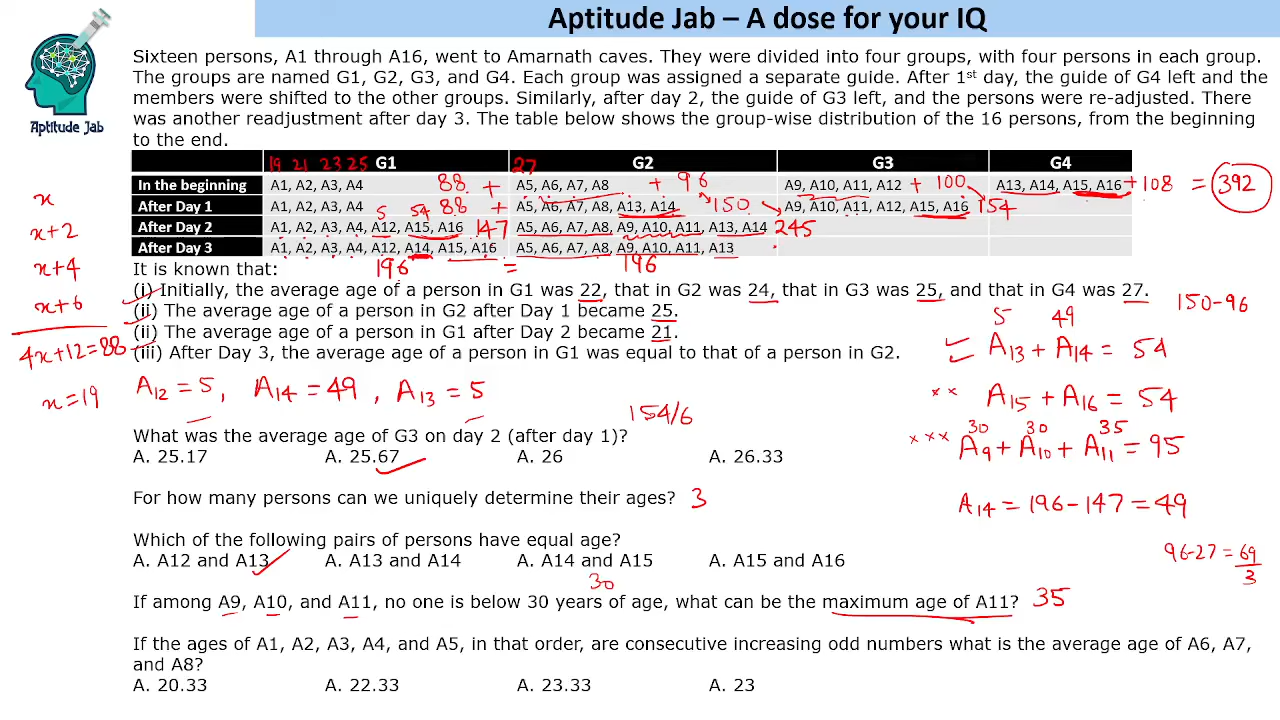 Aptitude Jab – A dose for your IQ
Aptitude Jab
Sixteen persons, A1 through A16, went to Amarnath caves. They were divided into four groups, with four persons in each group.
The groups are named G1, G2, G3, and G4. Each group was assigned a separate guide. After 1st day, the guide of G4 left and the
members were shifted to the other groups. Similarly, after day 2, the guide of G3 left, and the persons were re-adjusted. There
was another readjustment after day 3. The table below shows the group-wise distribution of the 16 persons, from the beginning
to the end.
19 21 23 25 G1 27 G2 G3 G4
In the beginning A1, A2, A3, A4 88 + A5, A6, A7, A8 + 96 A9, A10, A11, A12 + 100 A13, A14, A15, A16 + 108 = 392
After Day 1 A1, A2, A3, A4 88 + A5, A6, A7, A8, A13, A14 150 A9, A10, A11, A12, A15, A16 154
5 54
After Day 2 A1, A2, A3, A4, A12, A15, A16 147 A5, A6, A7, A8, A9, A10, A11, A13, A14 245
After Day 3 A1, A2, A3, A4, A12, A14, A15, A16 A5, A6, A7, A8, A9, A10, A11, A13
196 = 196
x
x+2
x+4
x+6
4x+12=88
x=19
It is known that:
(i) Initially, the average age of a person in G1 was 22, that in G2 was 24, that in G3 was 25, and that in G4 was 27.
(ii) The average age of a person in G2 after Day 1 became 25.
(ii) The average age of a person in G1 after Day 2 became 21.
(iii) After Day 3, the average age of a person in G1 was equal to that of a person in G2.
150-96
5 49
A13 + A14 = 54
A12 = 5, A14 = 49, A13 = 5
** A15 + A16 = 54
154/6
30 30 35
*** A9 + A10 + A11 = 95
What was the average age of G3 on day 2 (after day 1)?
A. 25.17 A. 25.67 A. 26 A. 26.33
For how many persons can we uniquely determine their ages? 3
A14 = 196-147 = 49
Which of the following pairs of persons have equal age?
A. A12 and A13 A. A13 and A14 A. A14 and A15 A. A15 and A16
96-27 = 69
3
30
If among A9, A10, and A11, no one is below 30 years of age, what can be the maximum age of A11? 35
If the ages of A1, A2, A3, A4, and A5, in that order, are consecutive increasing odd numbers what is the average age of A6, A7,
and A8?
A. 20.33 A. 22.33 A. 23.33 A. 23